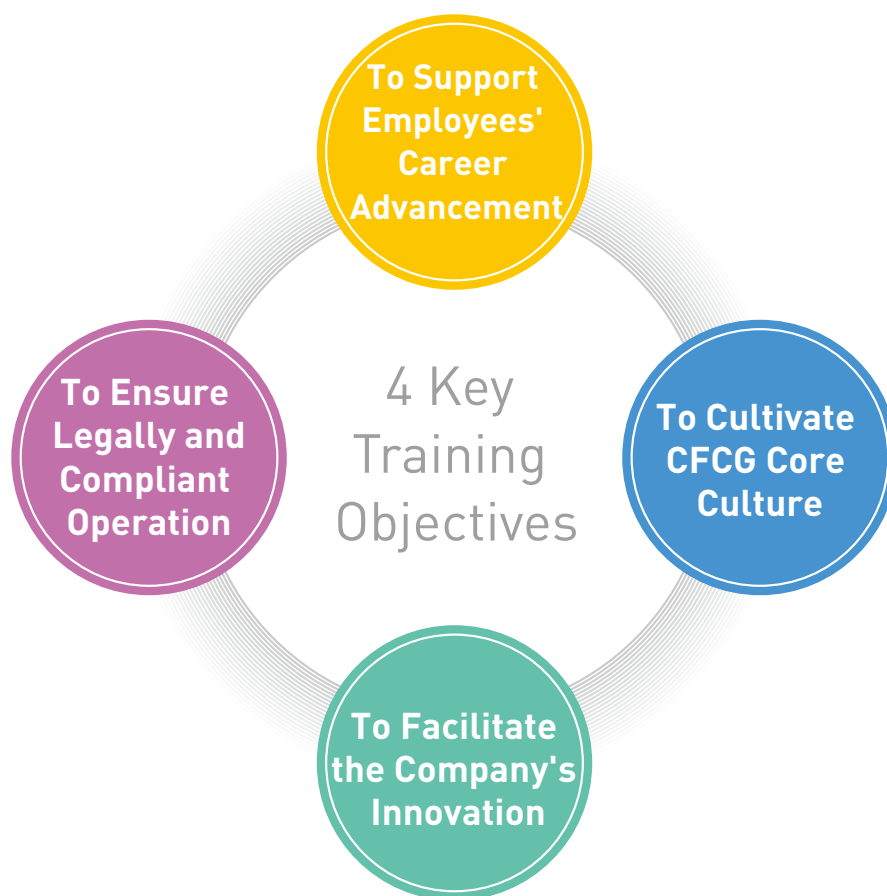 To Support
Employees'
Career
Advancement
To Ensure
Legally and
Compliant
Operation
4 Key
Training
Objectives
To Cultivate
CFCG Core
Culture
To Facilitate
the Company's
Innovation